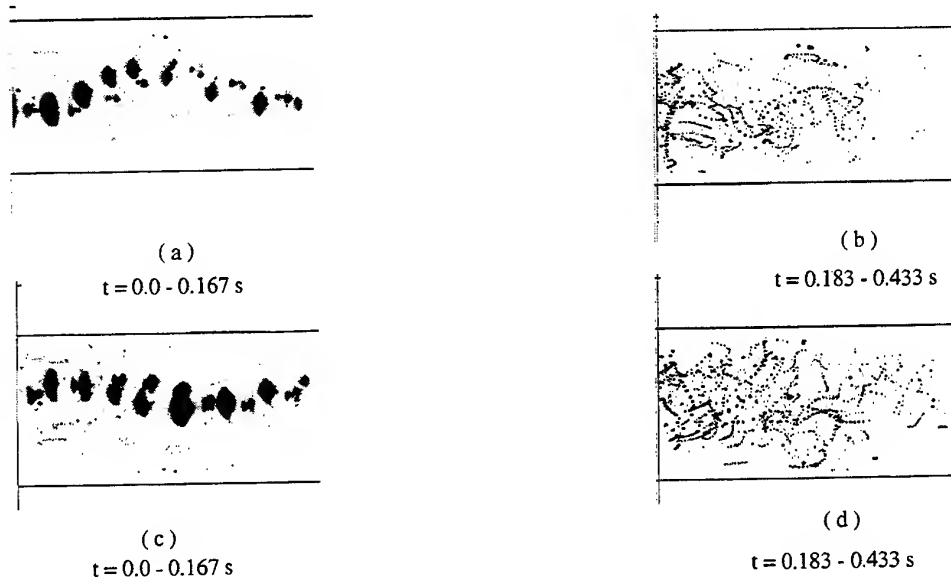 (a)
t = 0.0 - 0.167 s
(b)
t = 0.183 - 0.433 s
(c)
t = 0.0 - 0.167 s
(d)
t = 0.183 - 0.433 s